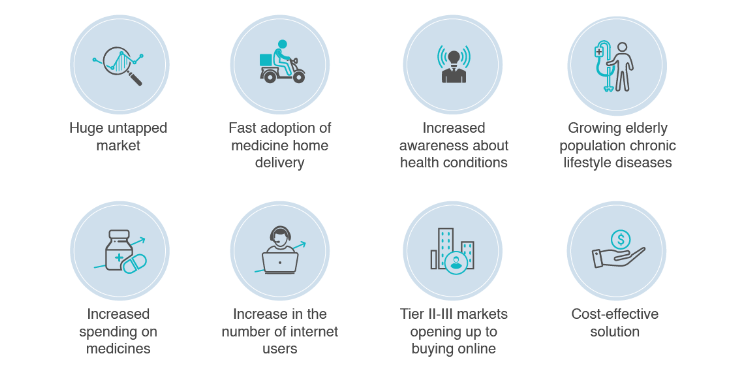 Huge untapped
market
Fast adoption of
medicine home
delivery
Increased
awareness about
health conditions
Growing elderly
population chronic
lifestyle diseases
Increased
spending on
medicines
Increase in the
number of internet
users
Tier II-III markets
opening up to
buying online
$
Cost-effective
solution